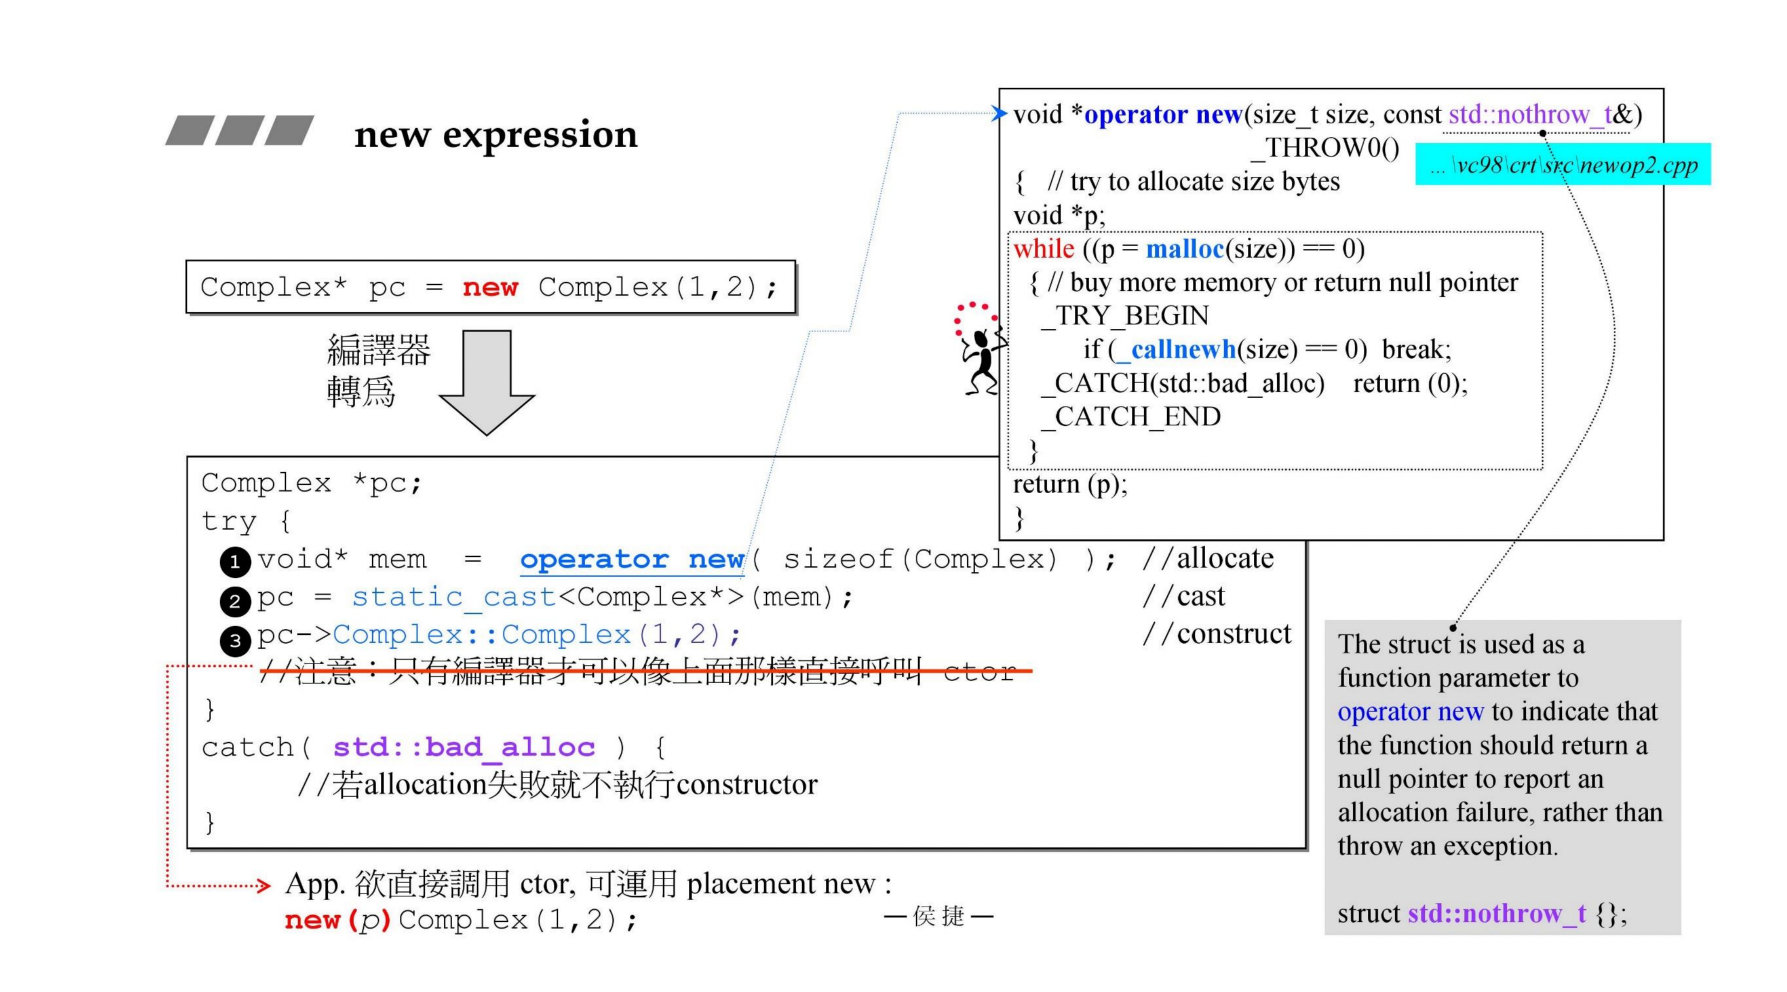 new expression
Complex* pc = new Complex(1,2);
編譯器
轉為
Complex *pc;
try {
❶void* mem = operator new( sizeof(Complex) ); //allocate
❷pc = static_cast<Complex*>(mem); //cast
❸pc->Complex::Complex(1,2); //construct
//注意：只有編譯器才可以像上面那樣直接呼叫 ctor
}
catch( std::bad_alloc ) {
//若allocation失敗就不執行constructor
}
App. 欲直接調用 ctor, 可運用 placement new :
new(p)Complex(1,2);
—侯捷—
void *operator new(size_t size, const std::nothrow_t&)
_THROW0()
...\vc98\crt\src\newop2.cpp
{ // try to allocate size bytes
void *p;
while ((p = malloc(size)) == 0)
{ // buy more memory or return null pointer
_TRY_BEGIN
if (_callnewh(size) == 0) break;
_CATCH(std::bad_alloc) return (0);
_CATCH_END
}
return (p);
}
The struct is used as a
function parameter to
operator new to indicate that
the function should return a
null pointer to report an
allocation failure, rather than
throw an exception.
struct std::nothrow_t {};